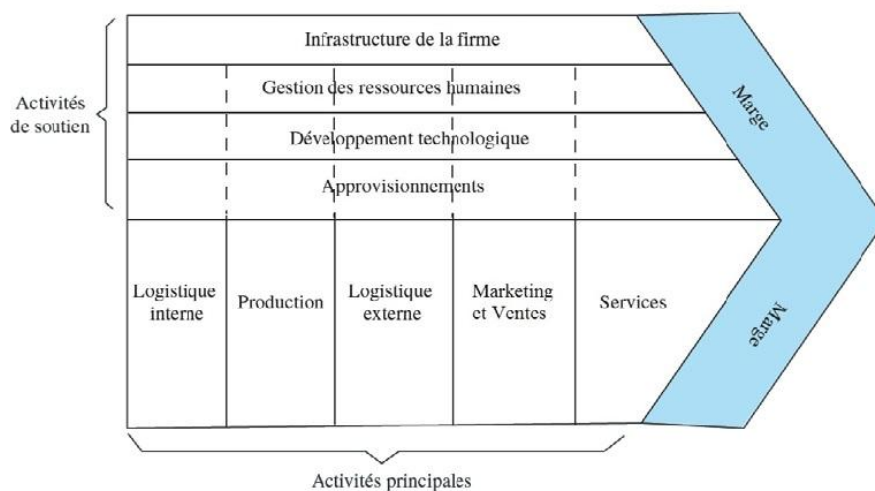 Infrastructure de la firme
Gestion des ressources humaines
Activités
de soutien
Développement technologique
Approvisionnements
Marge
Logistique
interne
Production
Logistique
externe
Marketing
et Ventes
Services
Marge
Activités principales